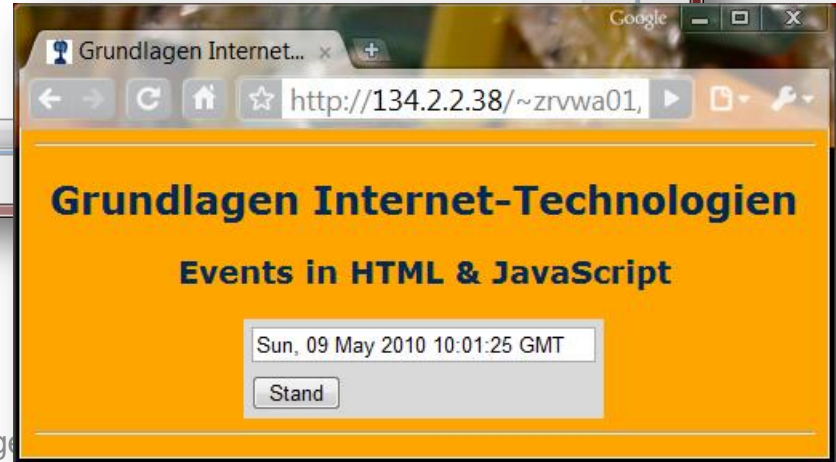 Google
Grundlagen Internet...
http://134.2.2.38/~zrvwa01/
Grundlagen Internet-Technologien
Events in HTML & JavaScript
Sun, 09 May 2010 10:01:25 GMT
Stand